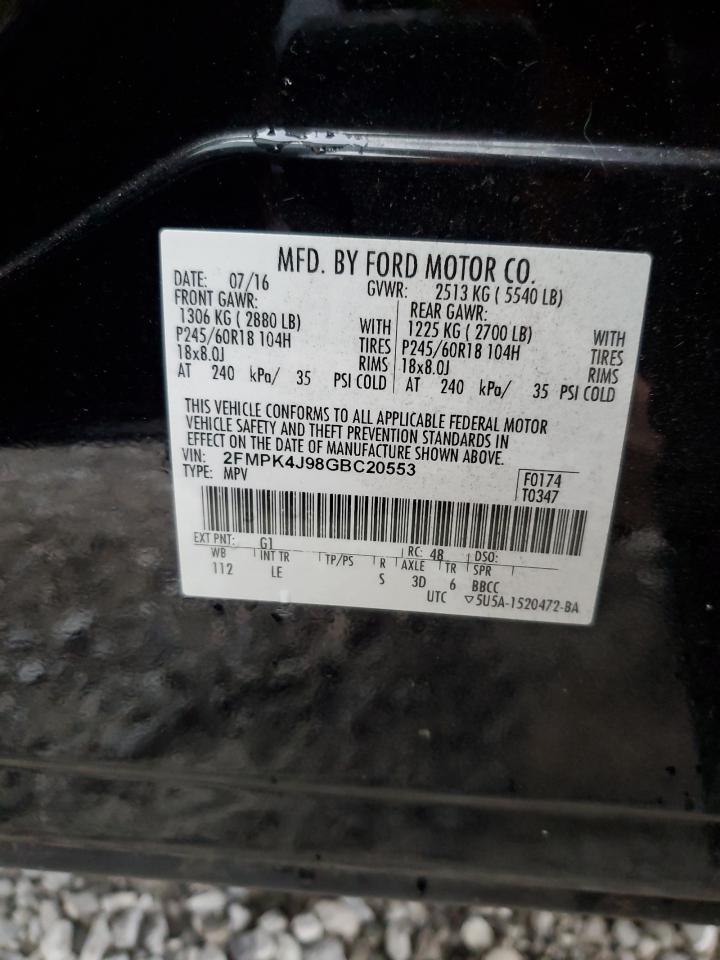 MFD. BY FORD MOTOR CO.
DATE: 07/16 GVWR: 2513 KG ( 5540 LB)
FRONT GAWR: REAR GAWR:
1306 KG ( 2880 LB) WITH 1225 KG ( 2700 LB) WITH
P245/60R18 104H TIRES P245/60R18 104H TIRES
18x8.0J RIMS 18x8.0J RIMS
AT 240 kPa/ 35 PSI COLD AT 240 kPa/ 35 PSI COLD
THIS VEHICLE CONFORMS TO ALL APPLICABLE FEDERAL MOTOR
VEHICLE SAFETY AND THEFT PREVENTION STANDARDS IN
EFFECT ON THE DATE OF MANUFACTURE SHOWN ABOVE.
VIN: 2FMPK4J98GBC20553
TYPE: MPV F0174
T0347
EXT PNT: G1 RC: 48 DSO:
WB INT TR TP/PS R AXLE TR SPR
112 LE S 3D 6 BBCC
UTC ▽5U5A-1520472-BA